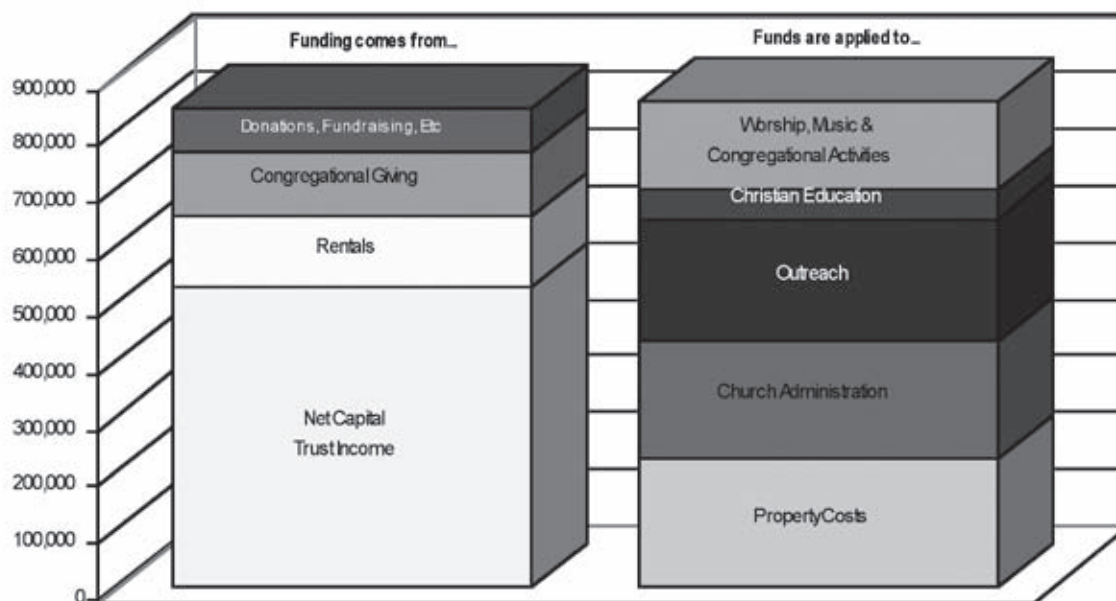 Funding comes from...
Funds are applied to...
900,000
800,000
700,000
600,000
500,000
400,000
300,000
200,000
100,000
0
Donations, Fundraising, Etc
Congregational Giving
Rentals
Net Capital
Trust Income
Worship, Music &
Congregational Activities
Christian Education
Outreach
Church Administration
Property Costs